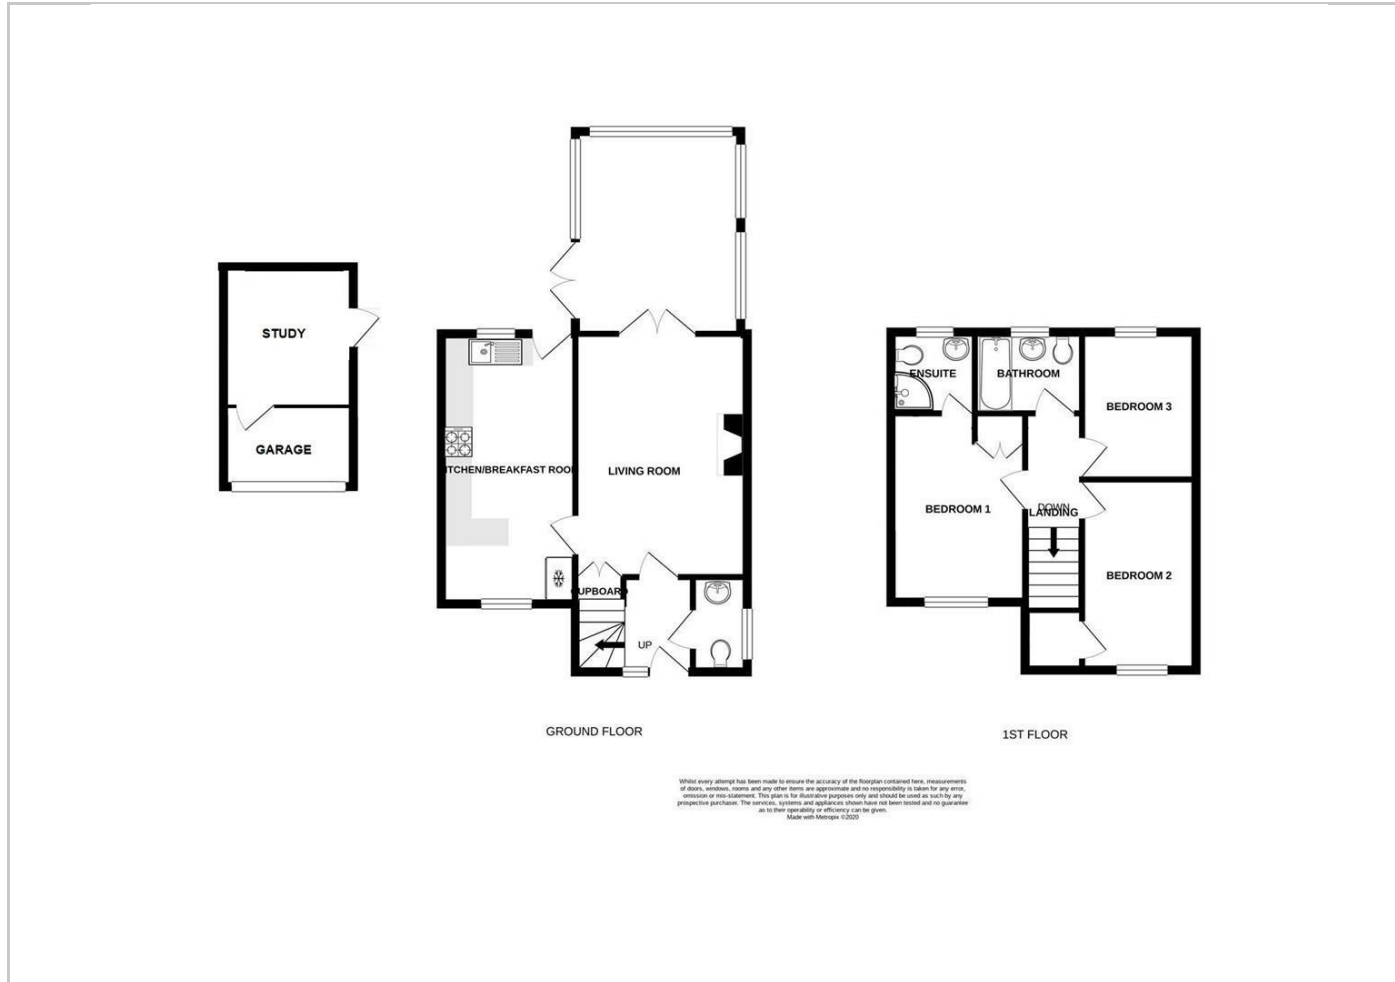 STUDY
GARAGE
KITCHEN/BREAKFAST ROOM
LIVING ROOM
CUPBOARD
UP
GROUND FLOOR
ENSUITE
BATHROOM
BEDROOM 3
BEDROOM 1
DOWN
LANDING
BEDROOM 2
1ST FLOOR
Whilst every attempt has been made to ensure the accuracy of the floorplan contained here, measurements
of doors, windows, rooms and any other items are approximate and no responsibility is taken for any error,
omission or mis-statement. This plan is for illustrative purposes only and should be used as such by any
prospective purchaser. The services, systems and appliances shown have not been tested and no guarantee
as to their operability or efficiency can be given.
Made with Metropix ©2020